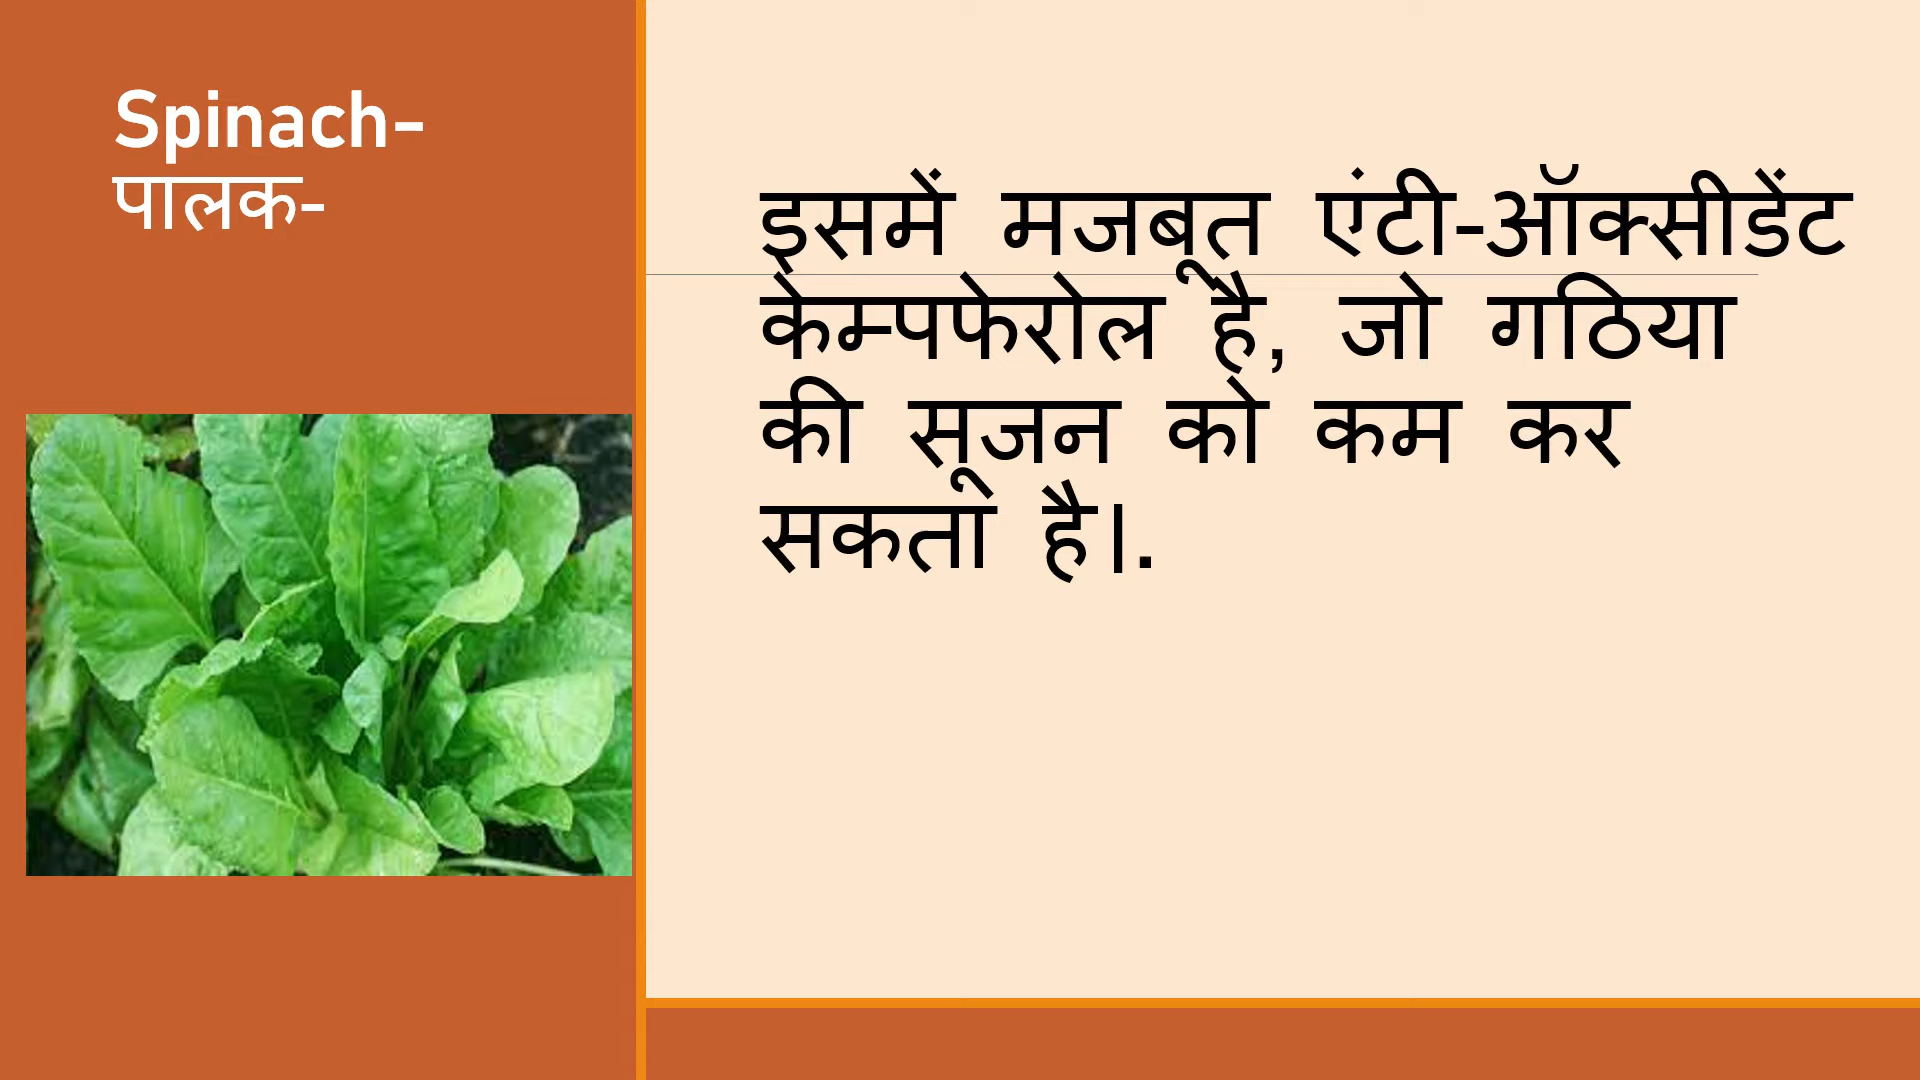 Spinach-
पालक-
इसमें मजबूत एंटी-ऑक्सीडेंट
केम्पफेरोल है, जो गठिया
की सूजन को कम कर
सकता है।.